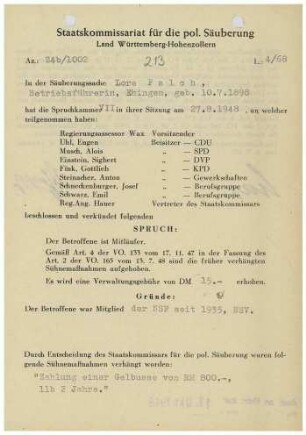 Staatskommissariat für die pol. Säuberung
Land Württemberg-Hohenzollern
Az.: 24b/1002 213 L: 4/68
In der Säuberungssache Lore
Betriebsführerin, Ebingen, geb. 10.7.1898
hat die Spruchkammer VII in ihrer Sitzung am 27.8.1948 , an welcher
teilgenommen haben:
Regierungsassessor Wax Vorsitzender
Uhl, Eugen Beisitzer — CDU
Musch, Alois „ — SPD
Einstein, Sighert „ — DVP
Fink, Gottlieb „ — KPD
Steinacher, Anton „ — Gewerkschaften
Schneckenburger, Josef „ — Berufsgruppe
Schwarz, Emil „ — Berufsgruppe
Reg.Ang. Hauer Vertreter des Staatskommissars
beschlossen und verkündet folgenden
SPRUCH:
Der Betroffene ist Mitläufer.
Gemäß Art. 4 der VO. 133 vom 17. 11. 47 in der Fassung des
Art. 2 der VO. 165 vom 13. 7. 48 sind die früher verhängten
Sühnemaßnahmen aufgehoben.
Es wird eine Verwaltungsgebühr von DM 15.- erhoben.
Gründe:
Der Betroffene war Mitglied der NSF seit 1935, NSV.
Durch Entscheidung des Staatskommissars für die pol. Säuberung waren fol-
gende Sühnemaßnahmen verhängt worden:
"Zahlung einer Gelbusse von RM 800.-,
11b 2 Jahre."